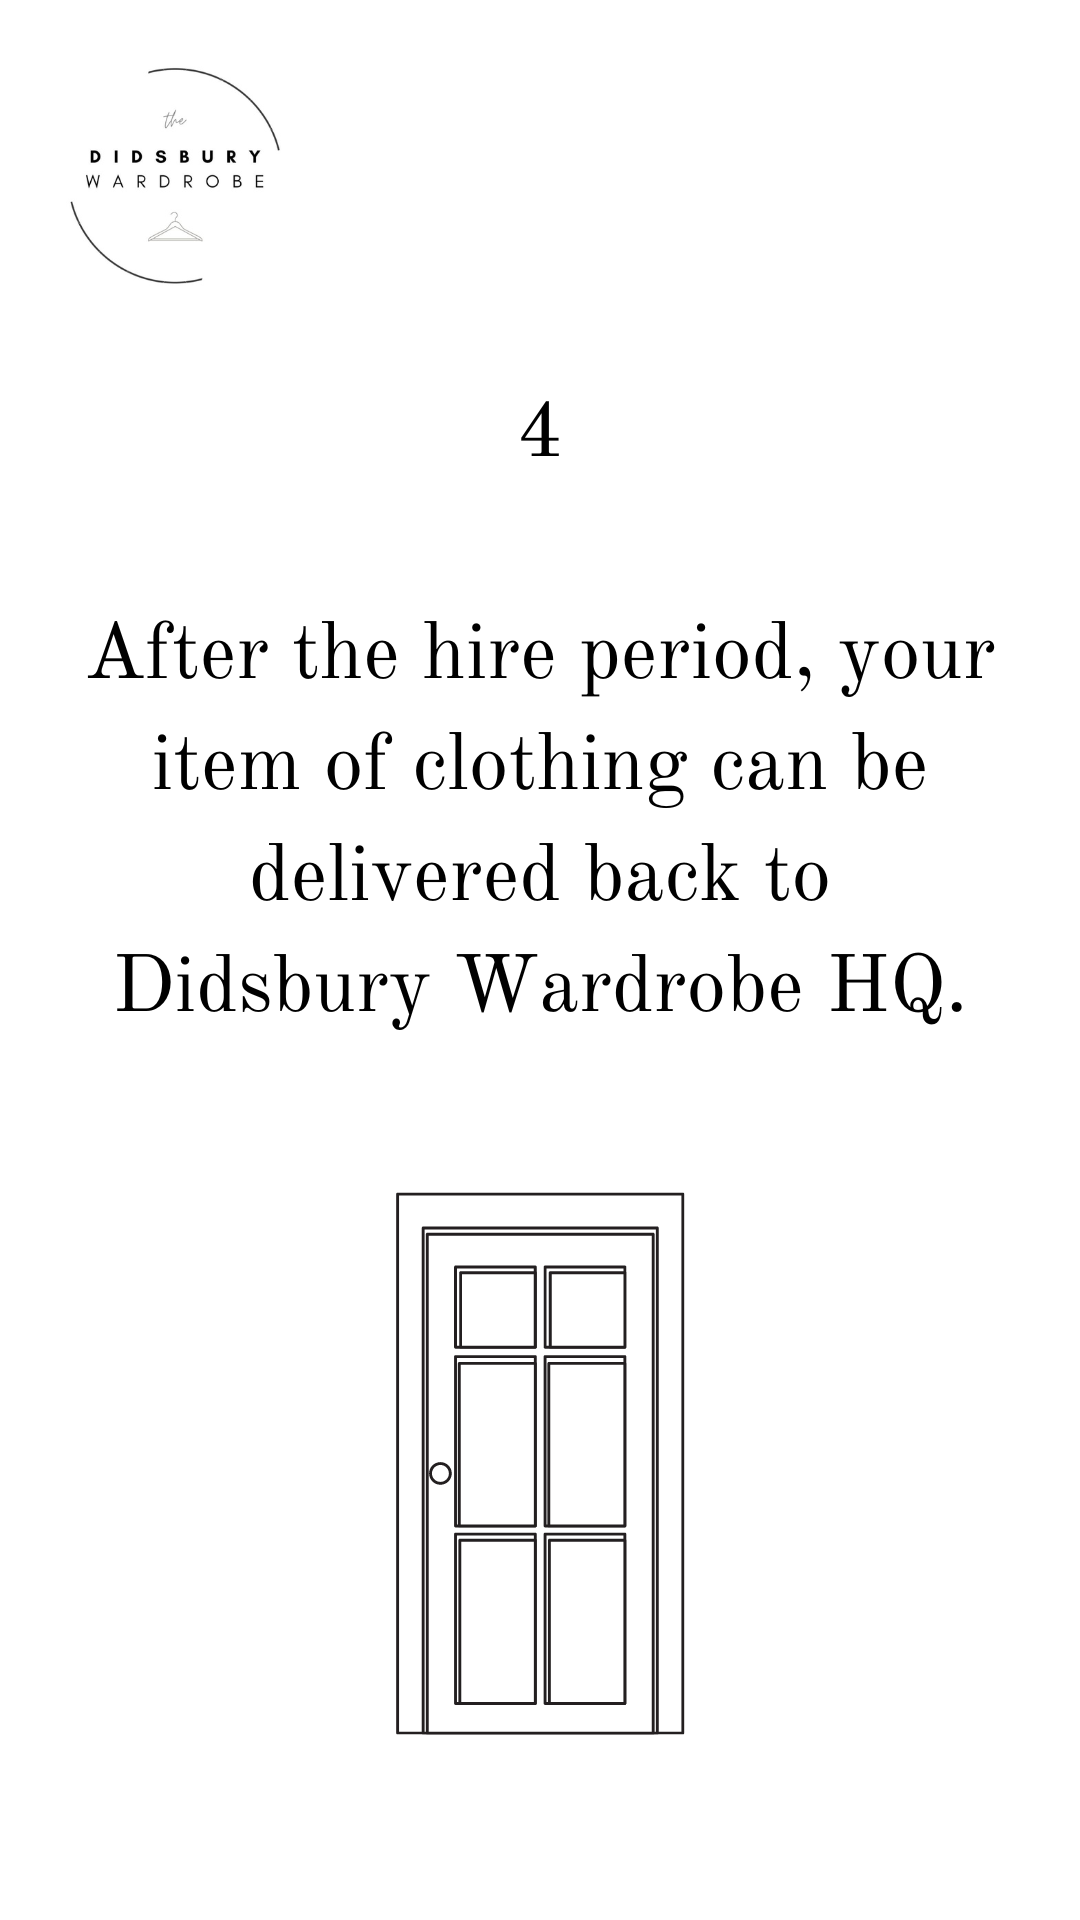 the
DIDSBURY
WARDROBE
4
After the hire period, your
item of clothing can be
delivered back to
Didsbury Wardrobe HQ.